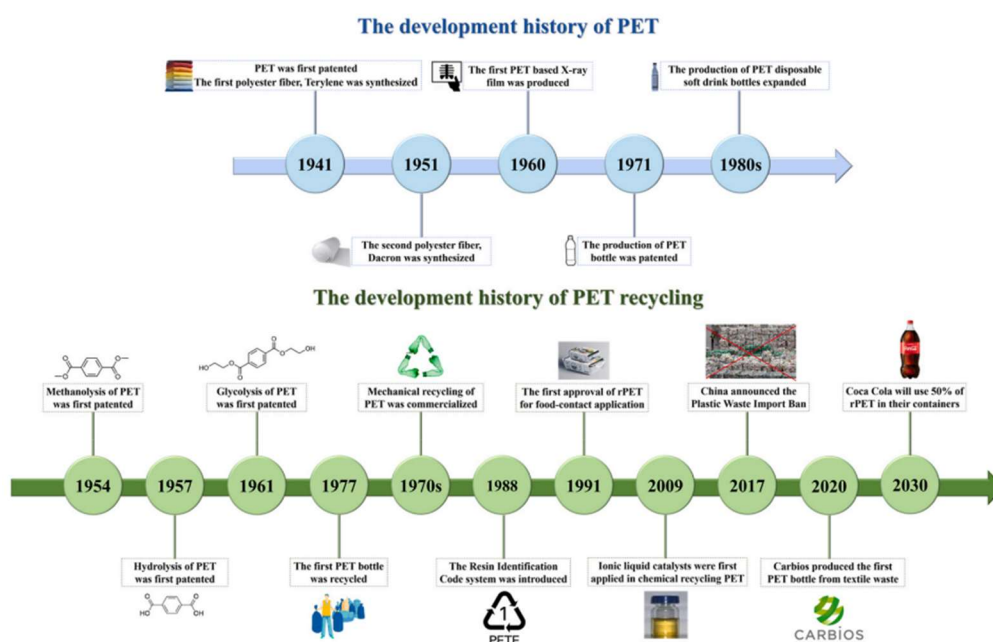 The development history of PET
PET was first patented
The first polyester fiber, Terylene was synthesized
The first PET based X-ray
film was produced
The production of PET disposable
soft drink bottles expanded
1941
1951
1960
1971
1980s
The second polyester fiber,
Dacron was synthesized
The production of PET
bottle was patented
The development history of PET recycling
Methanolysis of PET
was first patented
Glycolysis of PET
was first patented
Mechanical recycling of
PET was commercialized
The first approval of rPET
for food-contact application
China announced the
Plastic Waste Import Ban
Coca Cola will use 50% of
rPET in their containers
1954
1957
1961
1977
1970s
1988
1991
2009
2017
2020
2030
Hydrolysis of PET
was first patented
The first PET bottle
was recycled
The Resin Identification
Code system was introduced
Ionic liquid catalysts were first
applied in chemical recycling PET
Carbios produced the first
PET bottle from textile waste
HO
OH
1
PETE
CARBIOS